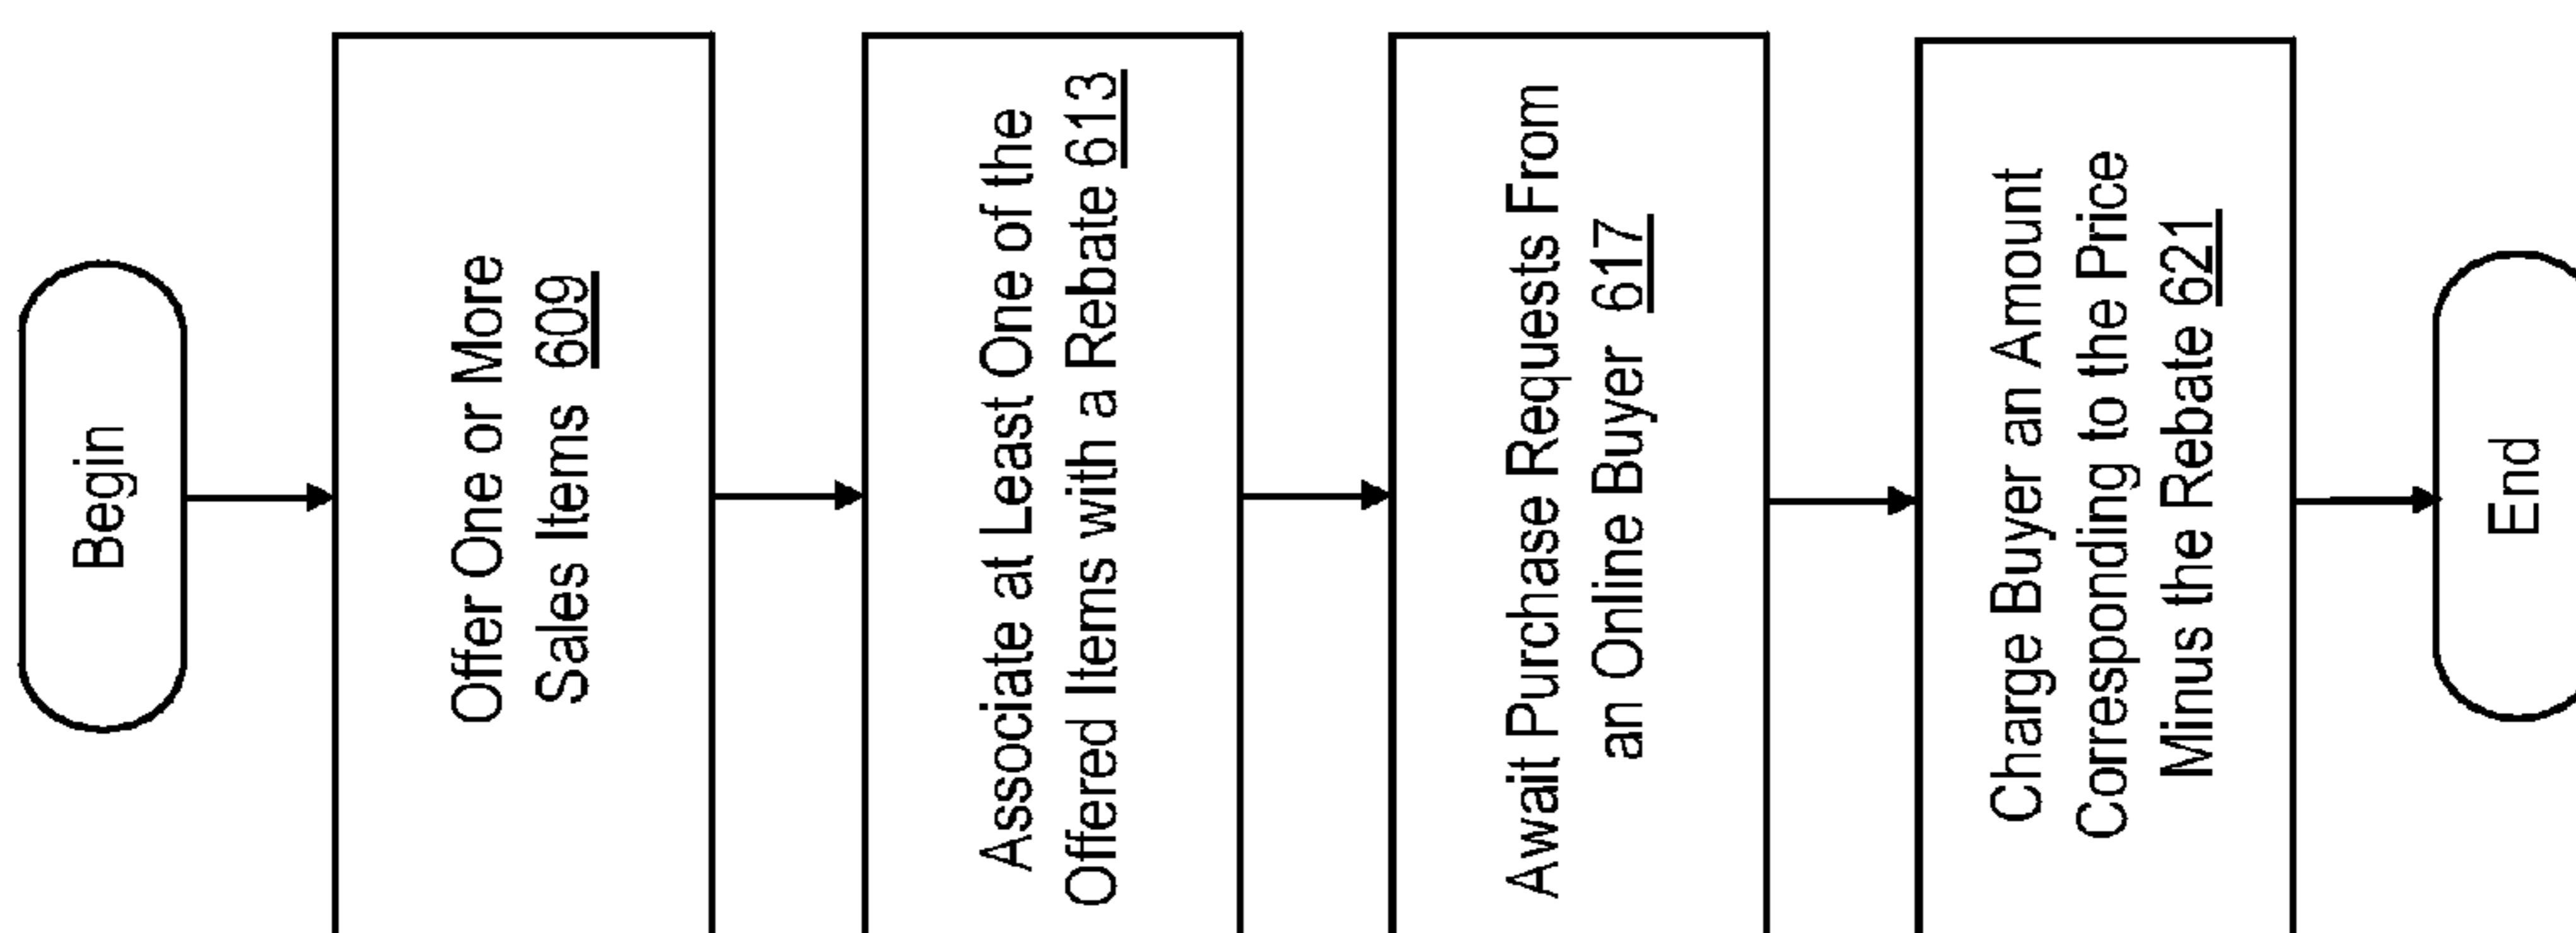 Begin
Offer One or More
Sales Items 609
Associate at Least One of the
Offered Items with a Rebate 613
Await Purchase Requests From
an Online Buyer 617
Charge Buyer an Amount
Corresponding to the Price
Minus the Rebate 621
End